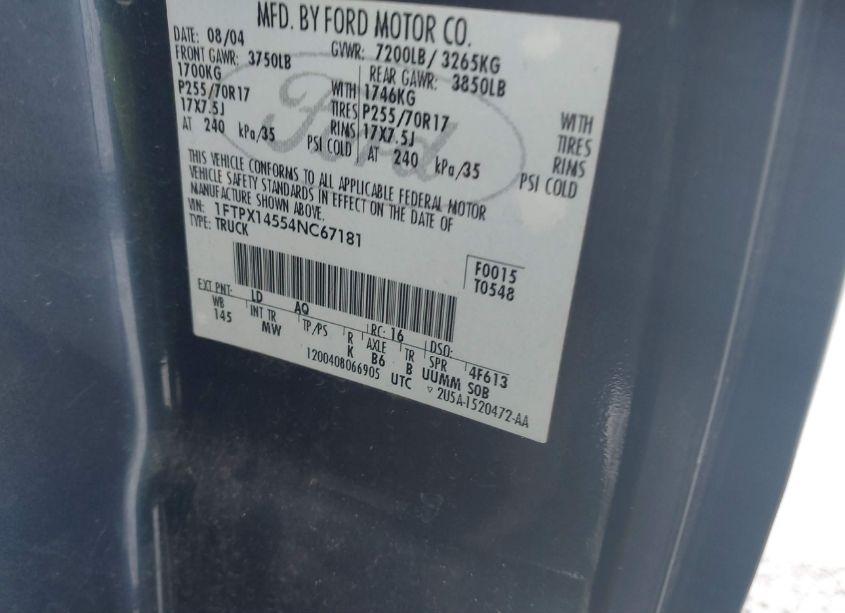 MFD. BY FORD MOTOR CO.
DATE: 08/04 GVWR: 7200LB/ 3265KG
FRONT GAWR: 3750LB REAR GAWR: 3850LB
1700KG WITH 1746KG WITH
P255/70R17 TIRES P255/70R17 TIRES
17X7.5J RIMS 17X7.5J RIMS
AT 240 kPa/35 PSI COLD AT 240 kPa/35 PSI COLD
THIS VEHICLE CONFORMS TO ALL APPLICABLE FEDERAL MOTOR
VEHICLE SAFETY STANDARDS IN EFFECT ON THE DATE OF
MANUFACTURE SHOWN ABOVE.
VIN: 1FTPX14554NC67181
TYPE: TRUCK
F0015
T0548
EXT PNT: LD AQ RC: 16 DSO:
WB INT TR TP/PS R AXLE TR SPR 4F613
145 MW K B6 B UUMM SOB
1200408066905 UTC ▽ 2U5A-1520472-AA
Ford